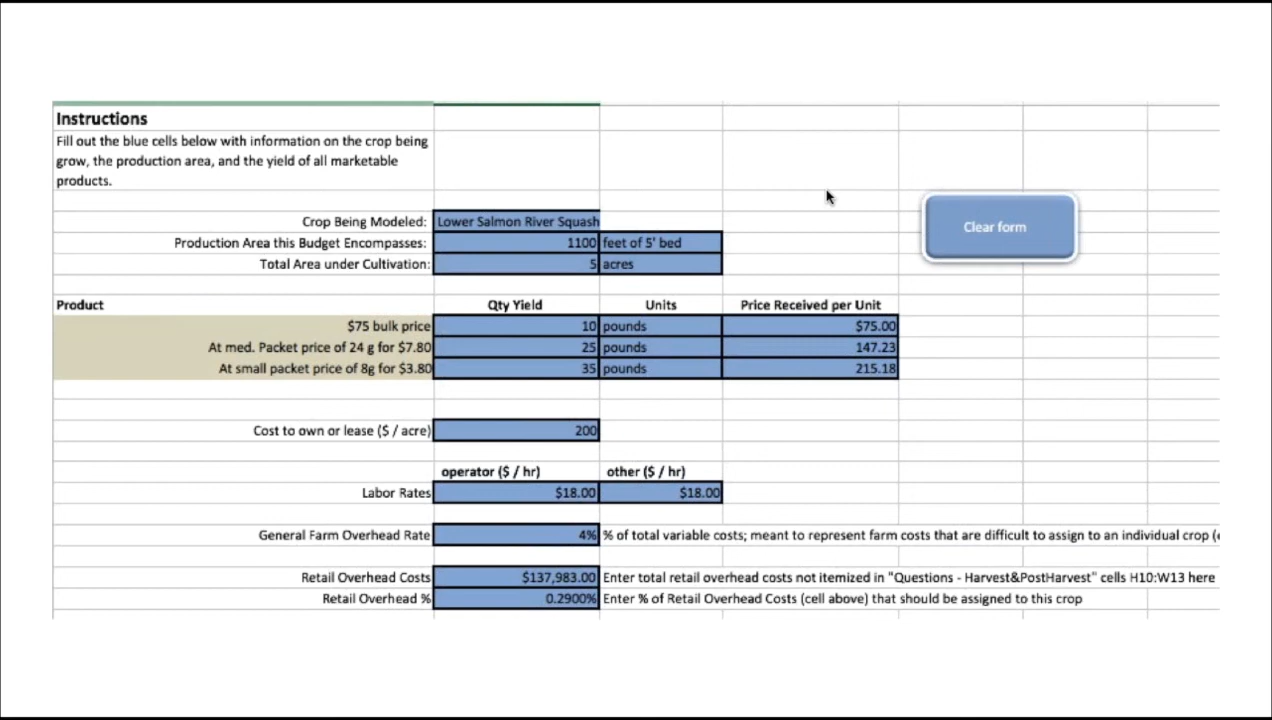 Instructions
Fill out the blue cells below with information on the crop being
grow, the production area, and the yield of all marketable
products.
Crop Being Modeled: Lower Salmon River Squash
Clear form
Production Area this Budget Encompasses: 1100 feet of 5' bed
Total Area under Cultivation: 5 acres
Product Qty Yield Units Price Received per Unit
$75 bulk price 10 pounds $75.00
At med. Packet price of 24 g for $7.80 25 pounds 147.23
At small packet price of 8g for $3.80 35 pounds 215.18
Cost to own or lease ($ / acre) 200
operator ($ / hr) other ($ / hr)
Labor Rates $18.00 $18.00
General Farm Overhead Rate 4% % of total variable costs; meant to represent farm costs that are difficult to assign to an individual crop (
Retail Overhead Costs $137,983.00 Enter total retail overhead costs not itemized in "Questions - Harvest&PostHarvest" cells H10:W13 here
Retail Overhead % 0.2900% Enter % of Retail Overhead Costs (cell above) that should be assigned to this crop